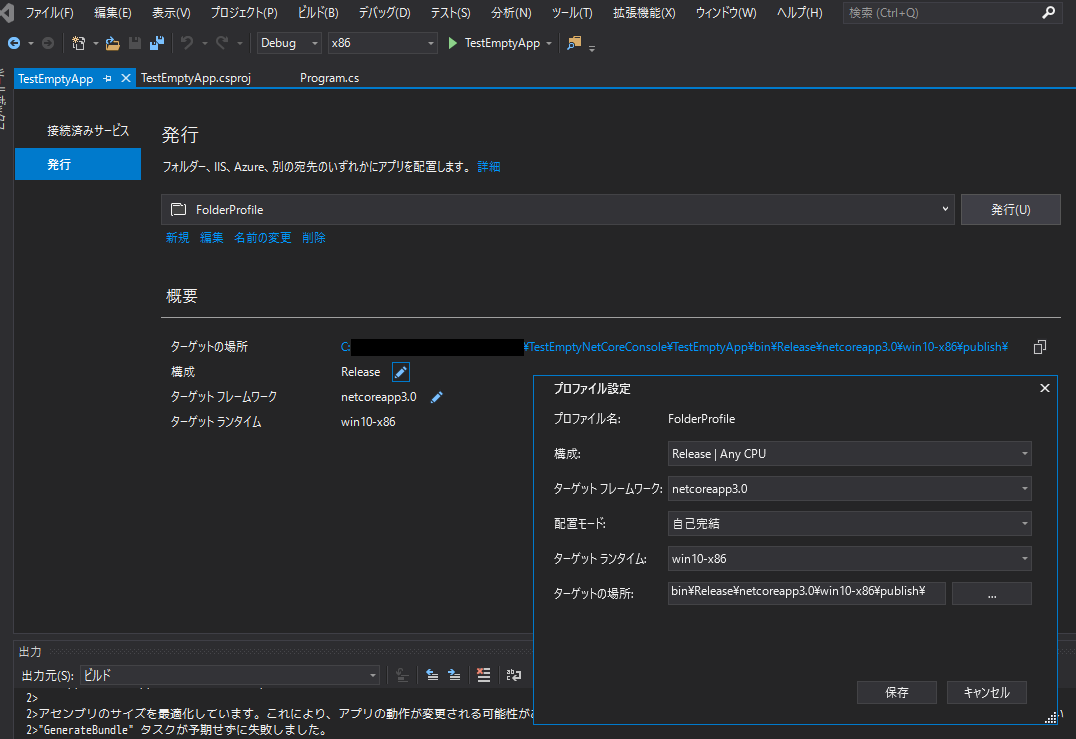 ファイル(F) 編集(E) 表示(V) プロジェクト(P) ビルド(B) デバッグ(D) テスト(S) 分析(N) ツール(T) 拡張機能(X) ウィンドウ(W) ヘルプ(H) 検索 (Ctrl+Q)
Debug x86 TestEmptyApp
TestEmptyApp TestEmptyApp.csproj Program.cs
接続済みサービス
発行
発行
フォルダー、IIS、Azure、別の宛先のいずれかにアプリを配置します。 詳細
FolderProfile 発行(U)
新規 編集 名前の変更 削除
概要
ターゲットの場所 C: ¥TestEmptyNetCoreConsole¥TestEmptyApp¥bin¥Release¥netcoreapp3.0¥win10-x86¥publish¥
構成 Release
ターゲット フレームワーク netcoreapp3.0
ターゲット ランタイム win10-x86
プロファイル設定
プロファイル名: FolderProfile
構成: Release | Any CPU
ターゲット フレームワーク: netcoreapp3.0
配置モード: 自己完結
ターゲット ランタイム: win10-x86
ターゲットの場所: bin¥Release¥netcoreapp3.0¥win10-x86¥publish¥ ...
保存 キャンセル
出力
出力元(S): ビルド
2>
2>アセンブリのサイズを最適化しています。これにより、アプリの動作が変更される可能性が
2>"GenerateBundle" タスクが予期せずに失敗しました。